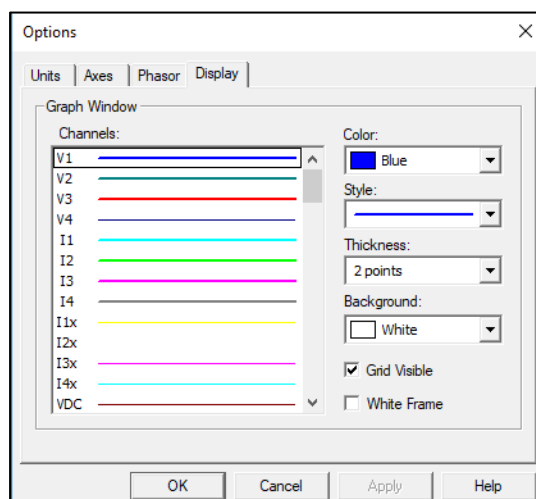 Options
Units Axes Phasor Display
Graph Window
Channels:
V1
V2
V3
V4
I1
I2
I3
I4
I1x
I2x
I3x
I4x
VDC
Color:
Blue
Style:
Thickness:
2 points
Background:
White
Grid Visible
White Frame
OK Cancel Apply Help